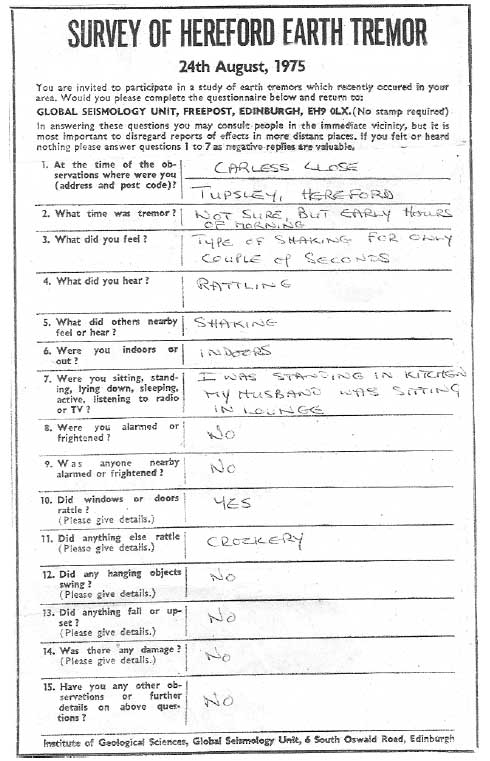 SURVEY OF HEREFORD EARTH TREMOR
24th August, 1975
You are invited to participate in a study of earth tremors which recently occured in your
area. Would you please complete the questionnaire below and return to:
GLOBAL SEISMOLOGY UNIT, FREEPOST, EDINBURGH, EH9 0LX. (No stamp required)
In answering these questions you may consult people in the immediate vicinity, but it is
most important to disregard reports of effects in more distant places. If you felt or heard
nothing please answer questions 1 to 7 as negative replies are valuable.
1. At the time of the ob-
servations where were you
(address and post code)?
CARLESS CLOSE
TUPSLEY, HEREFORD
2. What time was tremor?
NOT SURE, BUT EARLY HOURS
OF MORNING
3. What did you feel?
TYPE OF SHAKING FOR ONLY
COUPLE OF SECONDS
4. What did you hear?
RATTLING
5. What did others nearby
feel or hear?
SHAKING
6. Were you indoors or
out?
INDOORS
7. Were you sitting, stand-
ing, lying down, sleeping,
active, listening to radio
or TV?
I WAS STANDING IN KITCHEN
MY HUSBAND WAS SITTING
IN LOUNGE
8. Were you alarmed or
frightened?
NO
9. Was anyone nearby
alarmed or frightened?
NO
10. Did windows or doors
rattle?
(Please give details.)
YES
11. Did anything else rattle
(Please give details.)
CROCKERY
12. Did any hanging objects
swing?
(Please give details.)
NO
13. Did anything fall or up-
set?
(Please give details.)
NO
14. Was there any damage?
(Please give details.)
NO
15. Have you any other ob-
servations or further
details on above ques-
tions?
NO
Institute of Geological Sciences, Global Seismology Unit, 6 South Oswald Road, Edinburgh